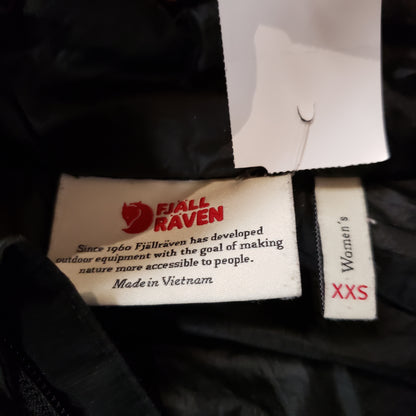 FJÄLL
RÄVEN
Since 1960 Fjällräven has developed
outdoor equipment with the goal of making
nature more accessible to people.
Made in Vietnam
Women's
XXS